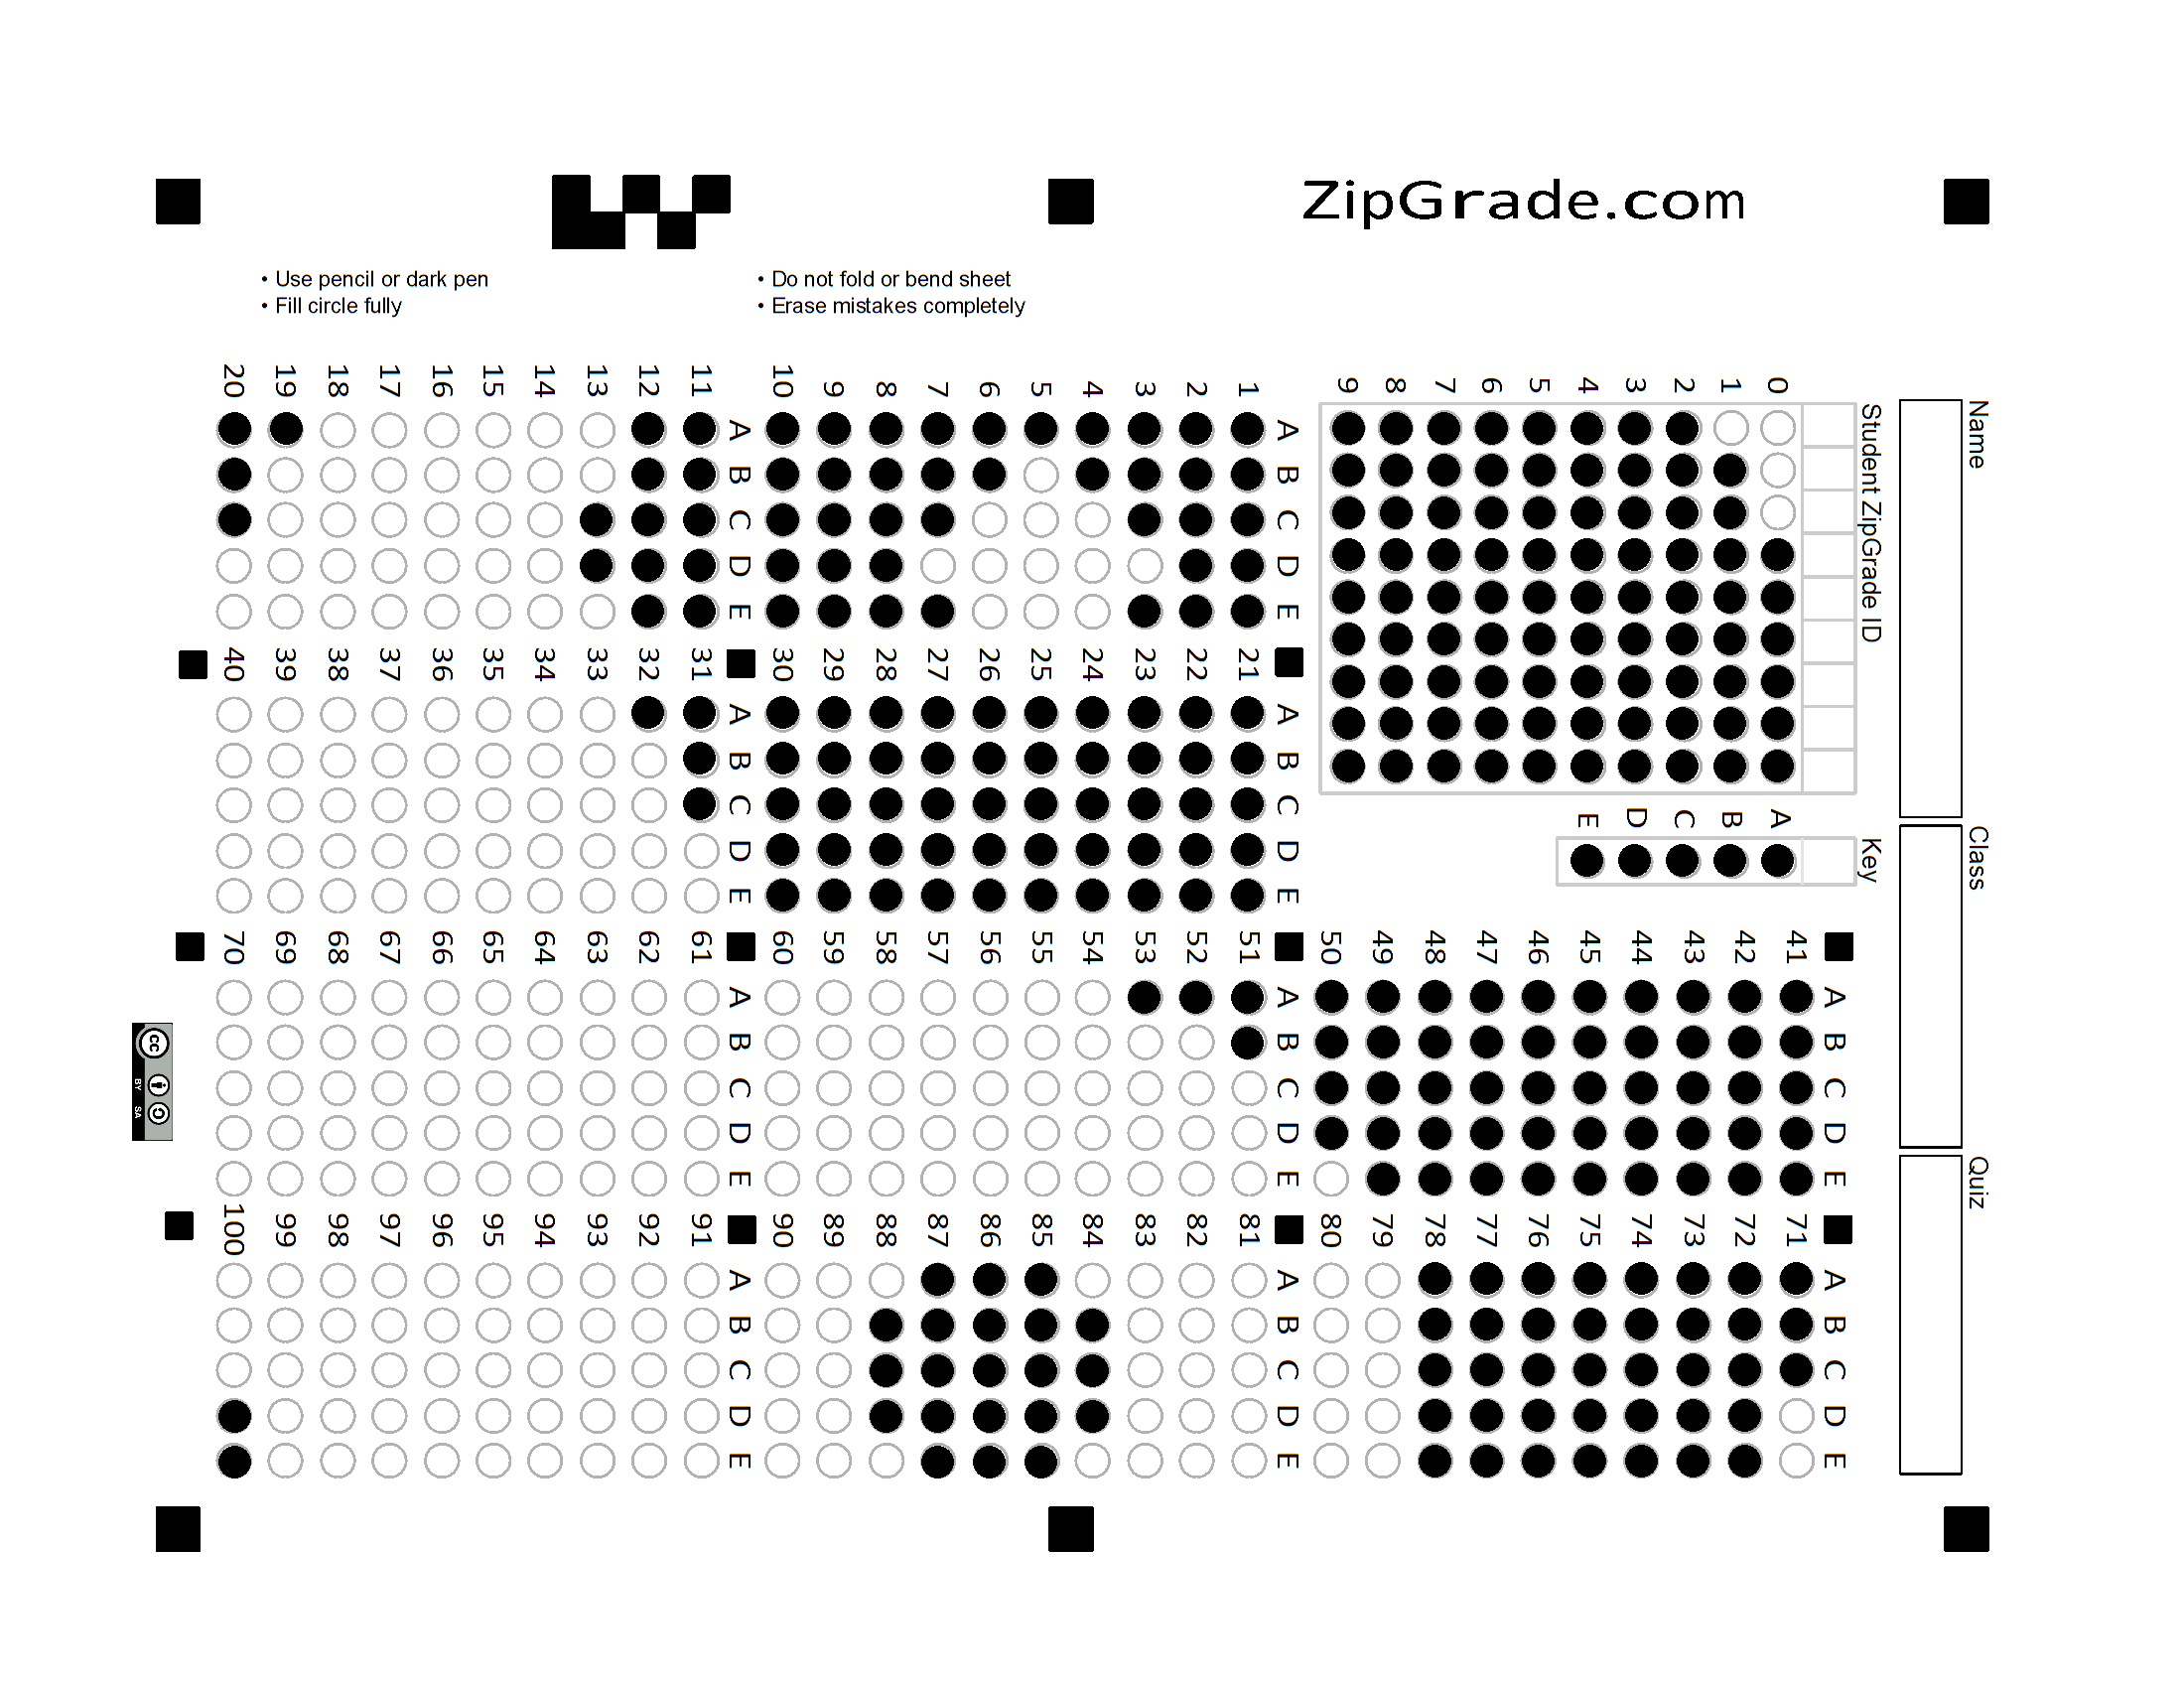 ZipGrade.com
• Use pencil or dark pen
• Fill circle fully
• Do not fold or bend sheet
• Erase mistakes completely
Name
Class
Quiz
Student ZipGrade ID
0 1 2 3 4 5 6 7 8 9
Key
A B C D E
1 2 3 4 5 6 7 8 9 10
A B C D E
11 12 13 14 15 16 17 18 19 20
A B C D E
21 22 23 24 25 26 27 28 29 30
A B C D E
31 32 33 34 35 36 37 38 39 40
A B C D E
41 42 43 44 45 46 47 48 49 50
A B C D E
51 52 53 54 55 56 57 58 59 60
A B C D E
61 62 63 64 65 66 67 68 69 70
A B C D E
71 72 73 74 75 76 77 78 79 80
A B C D E
81 82 83 84 85 86 87 88 89 90
A B C D E
91 92 93 94 95 96 97 98 99 100
A B C D E
cc
BY SA